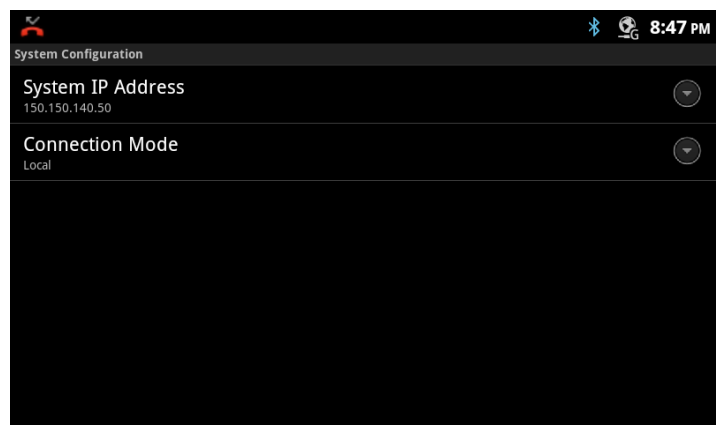 G 8:47 PM
System Configuration
System IP Address
150.150.140.50
Connection Mode
Local